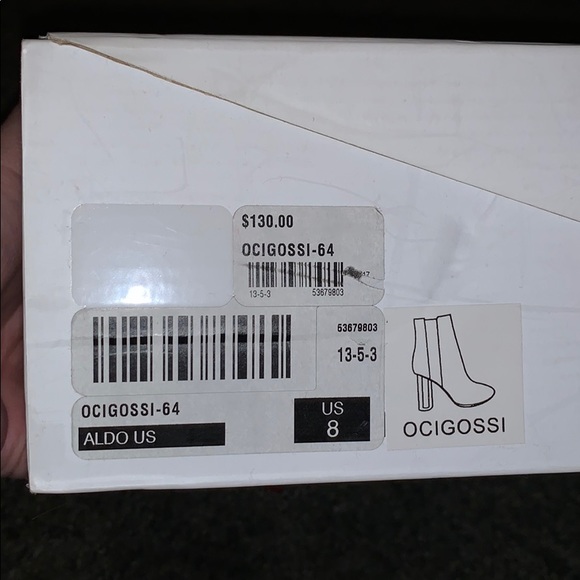 $130.00
OCIGOSSI-64
13-5-3 53679803
53679803
13-5-3
OCIGOSSI-64
ALDO US
US
8
OCIGOSSI